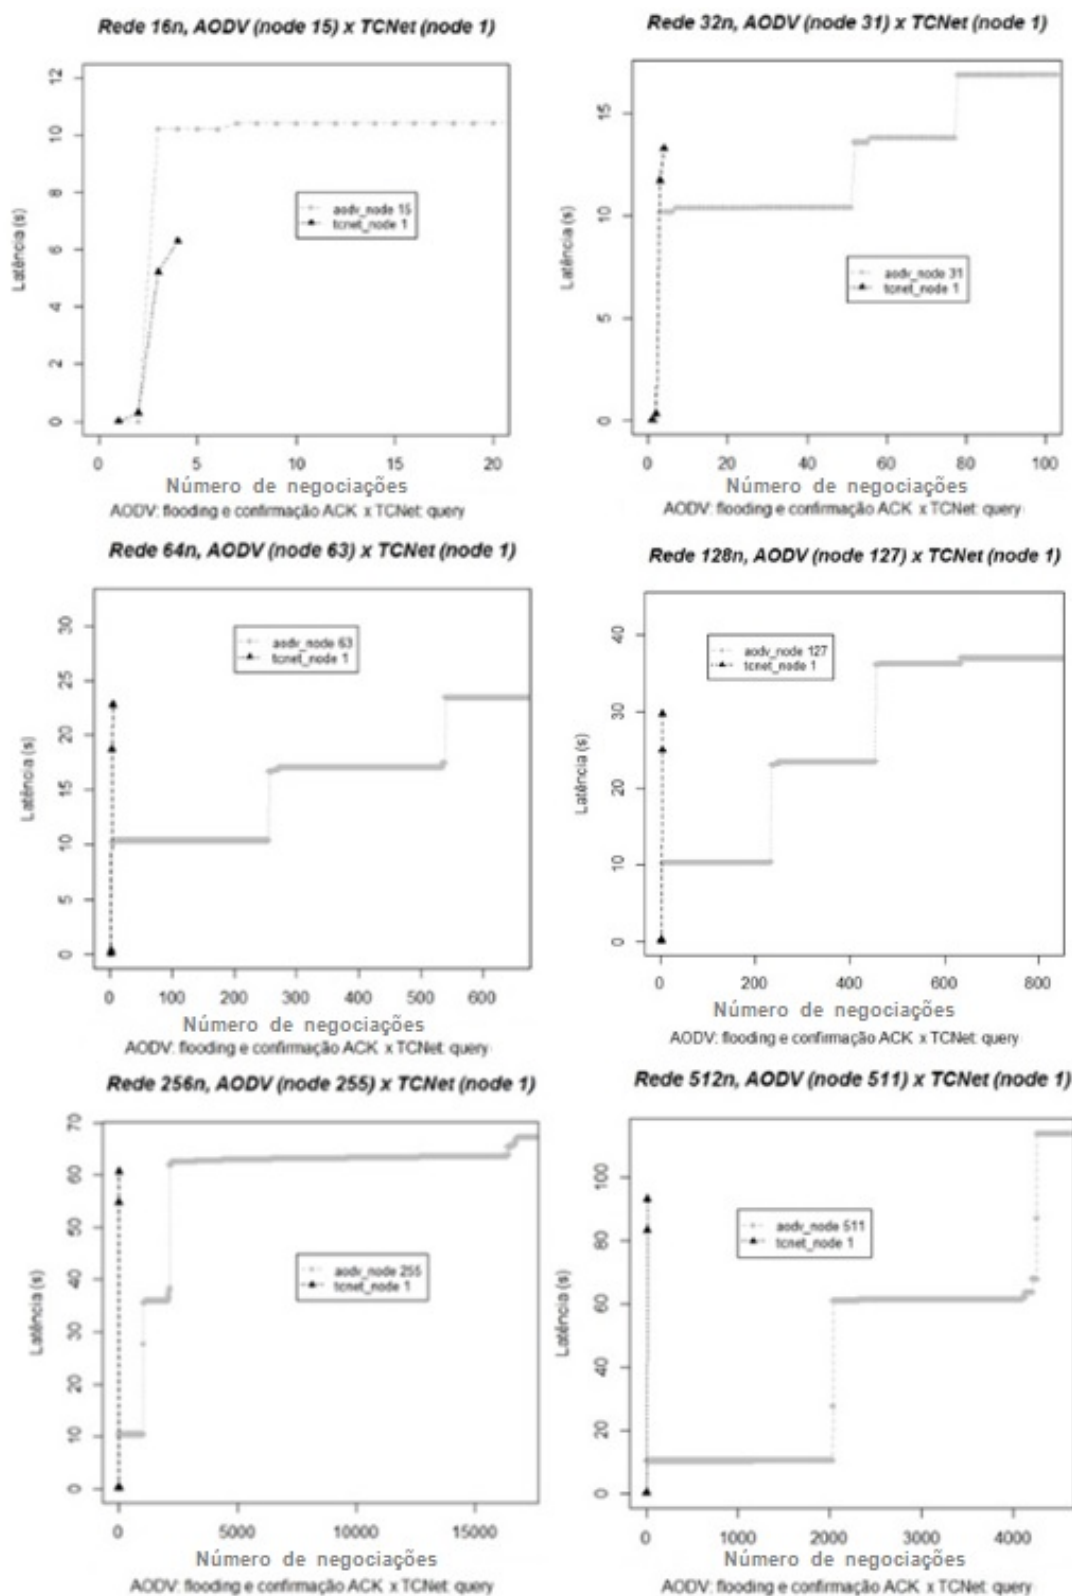 Rede 16n, AODV (node 15) x TCNet (node 1)
Latência (s)
12
10
8
6
4
2
0
aodv_node 15
tcnet_node 1
0 5 10 15 20
Número de negociações
AODV: flooding e confirmação ACK x TCNet: query
Rede 32n, AODV (node 31) x TCNet (node 1)
Latência (s)
15
10
5
0
aodv_node 31
tcnet_node 1
0 20 40 60 80 100
Número de negociações
AODV: flooding e confirmação ACK x TCNet: query
Rede 64n, AODV (node 63) x TCNet (node 1)
Latência (s)
30
25
20
15
10
5
0
aodv_node 63
tcnet_node 1
0 100 200 300 400 500 600
Número de negociações
AODV: flooding e confirmação ACK x TCNet: query
Rede 128n, AODV (node 127) x TCNet (node 1)
Latência (s)
40
30
20
10
0
aodv_node 127
tcnet_node 1
0 200 400 600 800
Número de negociações
AODV: flooding e confirmação ACK x TCNet: query
Rede 256n, AODV (node 255) x TCNet (node 1)
Latência (s)
70
60
50
40
30
20
10
0
aodv_node 255
tcnet_node 1
0 5000 10000 15000
Número de negociações
AODV: flooding e confirmação ACK x TCNet: query
Rede 512n, AODV (node 511) x TCNet (node 1)
Latência (s)
100
80
60
40
20
0
aodv_node 511
tcnet_node 1
0 1000 2000 3000 4000
Número de negociações
AODV: flooding e confirmação ACK x TCNet: query